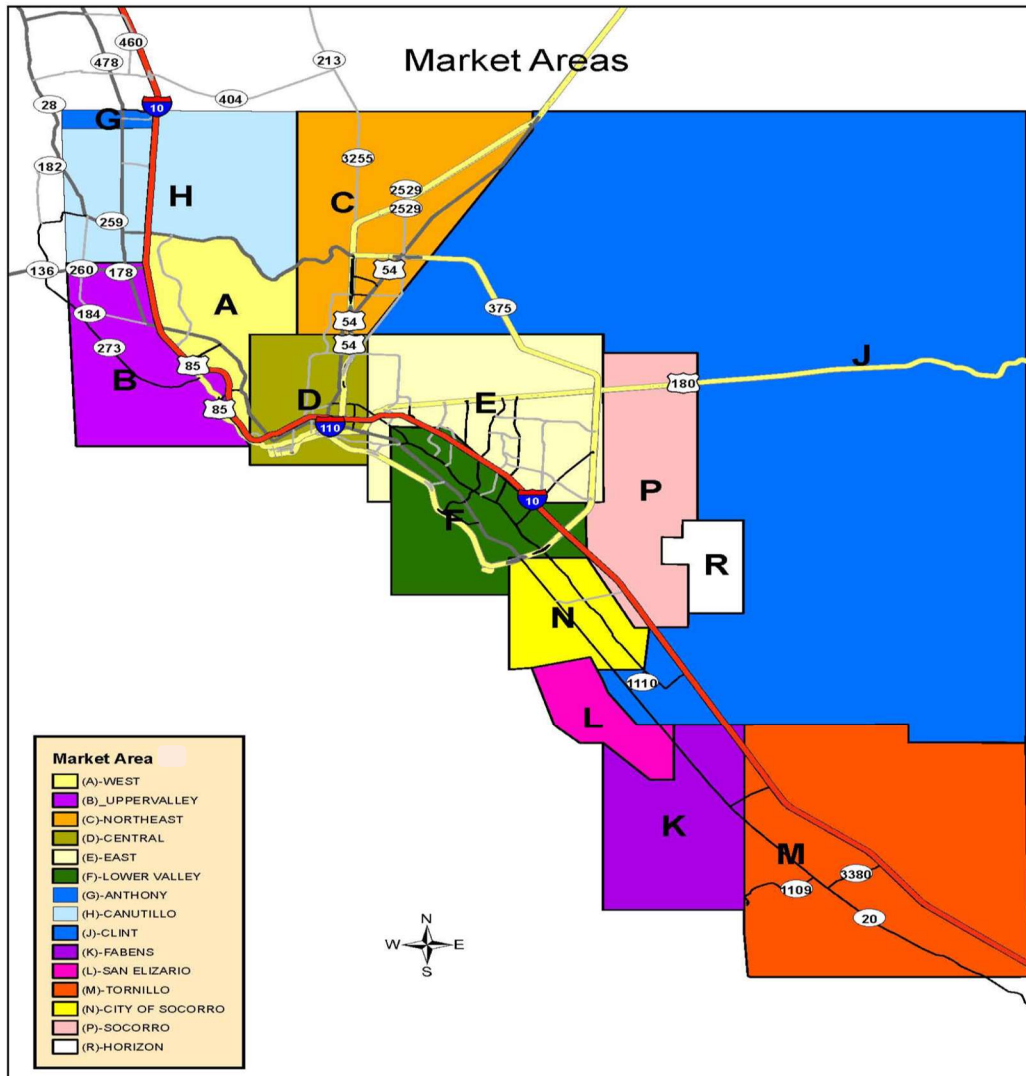 460
478
213
Market Areas
28
404
10
G
3255
182
2529
H
C
2529
259
136
260
178
54
A
375
184
54
273
54
J
85
180
B
85
D
E
110
P
10
F
R
N
1110
L
Market Area
(A)-WEST
(B)_UPPERVALLEY
(C)-NORTHEAST
(D)-CENTRAL
(E)-EAST
(F)-LOWER VALLEY
(G)-ANTHONY
(H)-CANUTILLO
(J)-CLINT
(K)-FABENS
(L)-SAN ELIZARIO
(M)-TORNILLO
(N)-CITY OF SOCORRO
(P)-SOCORRO
(R)-HORIZON
K
M
3380
1109
20
N
W E
S